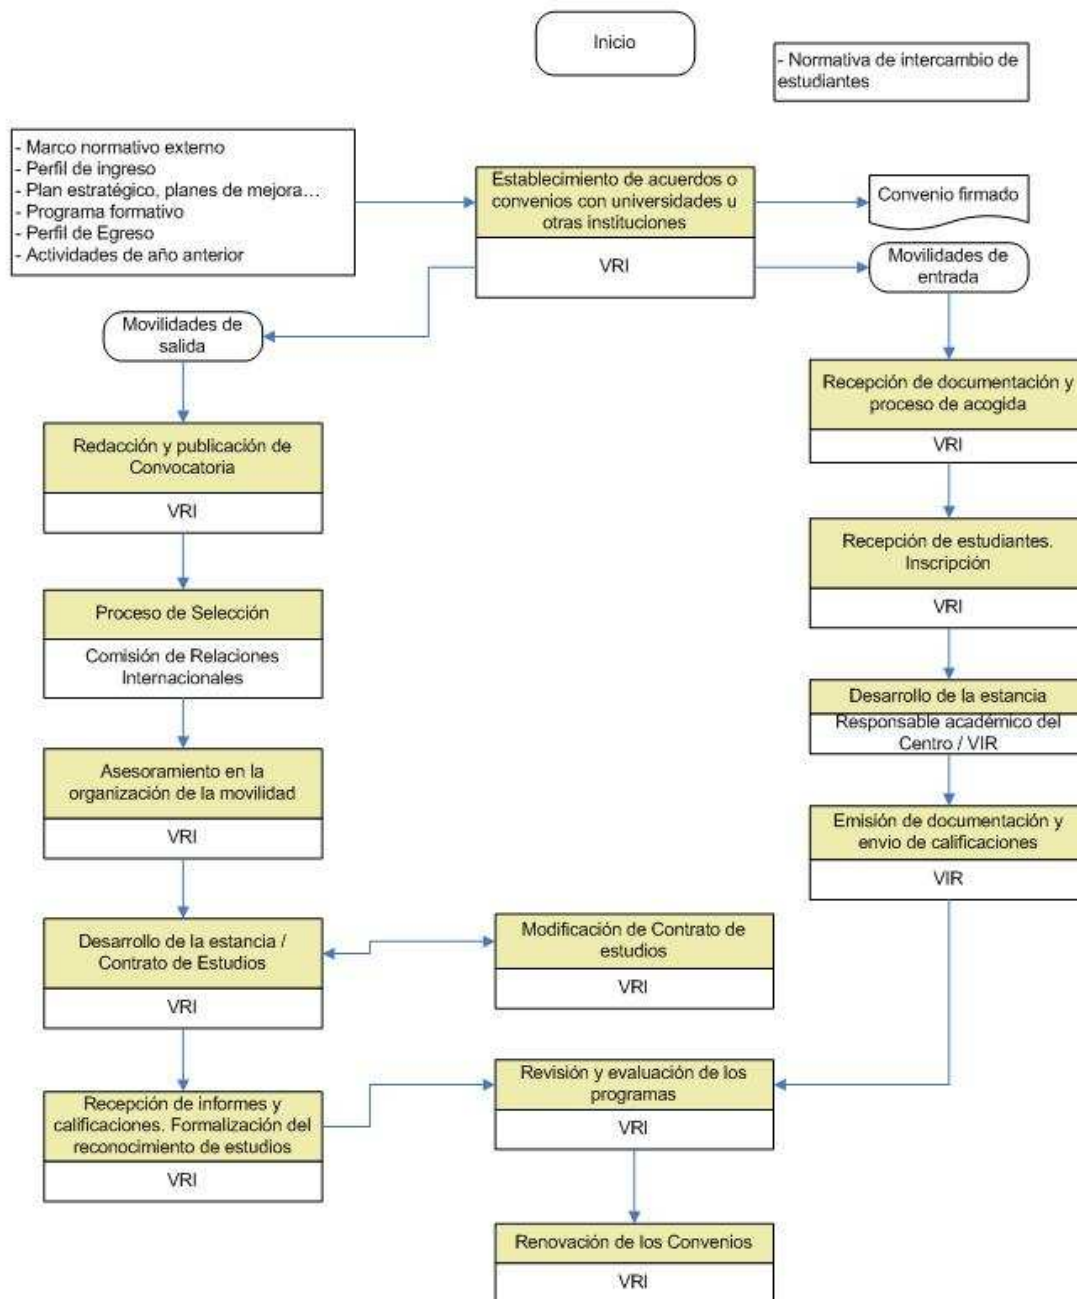 Inicio
- Normativa de intercambio de
estudiantes
- Marco normativo externo
- Perfil de ingreso
- Plan estratégico, planes de mejora…
- Programa formativo
- Perfil de Egreso
- Actividades de año anterior
Establecimiento de acuerdos o
convenios con universidades u
otras instituciones
VRI
Convenio firmado
Movilidades de
entrada
Movilidades de
salida
Recepción de documentación y
proceso de acogida
VRI
Redacción y publicación de
Convocatoria
VRI
Recepción de estudiantes.
Inscripción
VRI
Proceso de Selección
Comisión de Relaciones
Internacionales
Desarrollo de la estancia
Responsable académico del
Centro / VIR
Asesoramiento en la
organización de la movilidad
VRI
Emisión de documentación y
envio de calificaciones
VIR
Desarrollo de la estancia /
Contrato de Estudios
VRI
Modificación de Contrato de
estudios
VRI
Revisión y evaluación de los
programas
VRI
Recepción de informes y
calificaciones. Formalización del
reconocimiento de estudios
VRI
Renovación de los Convenios
VRI